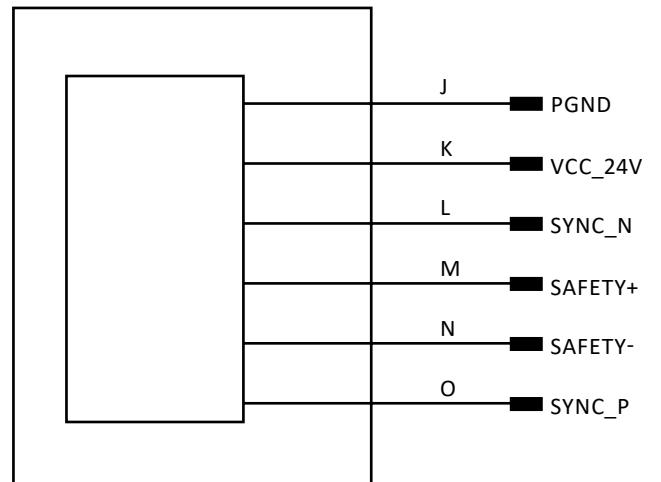 J
PGND
K
VCC_24V
L
SYNC_N
M
SAFETY+
N
SAFETY-
O
SYNC_P